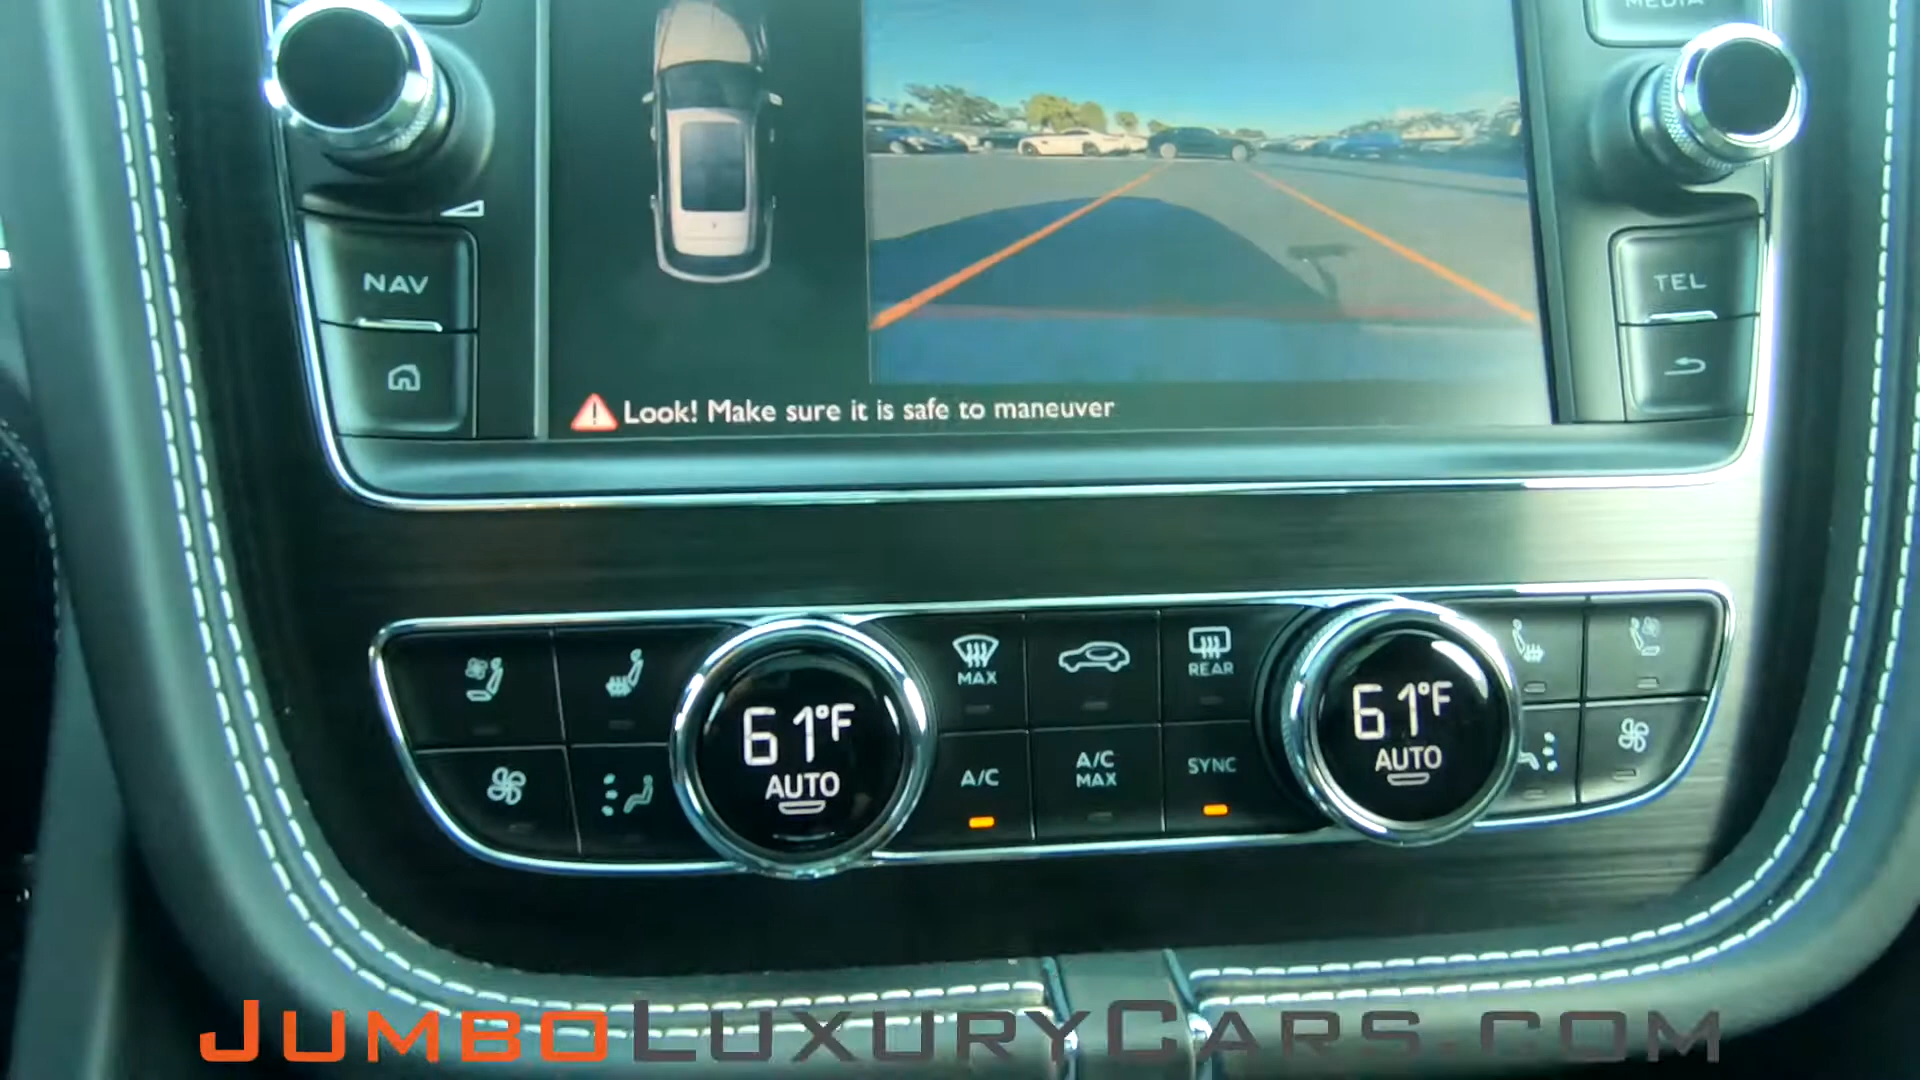 MEDIA
NAV
TEL
Look! Make sure it is safe to maneuver
MAX
REAR
61°F
AUTO
A/C
A/C
MAX
SYNC
61°F
AUTO
JUMBOLUXURYCARS.COM